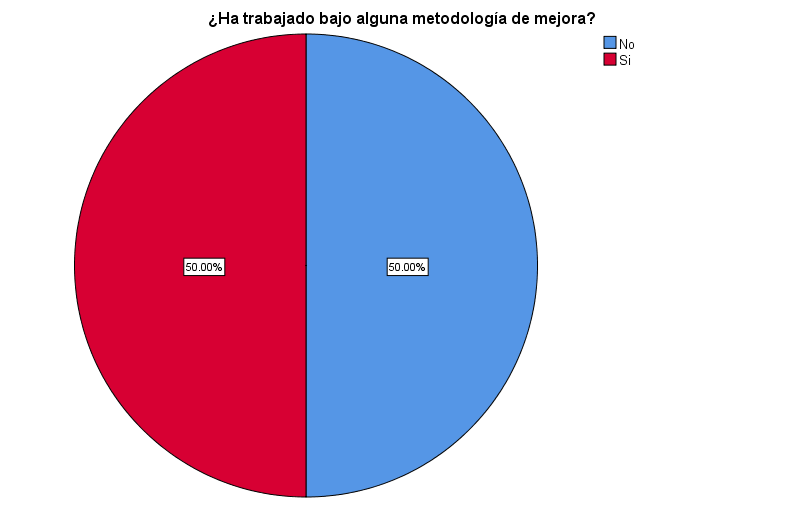 ¿Ha trabajado bajo alguna metodología de mejora?
No
Si
50.00%
50.00%